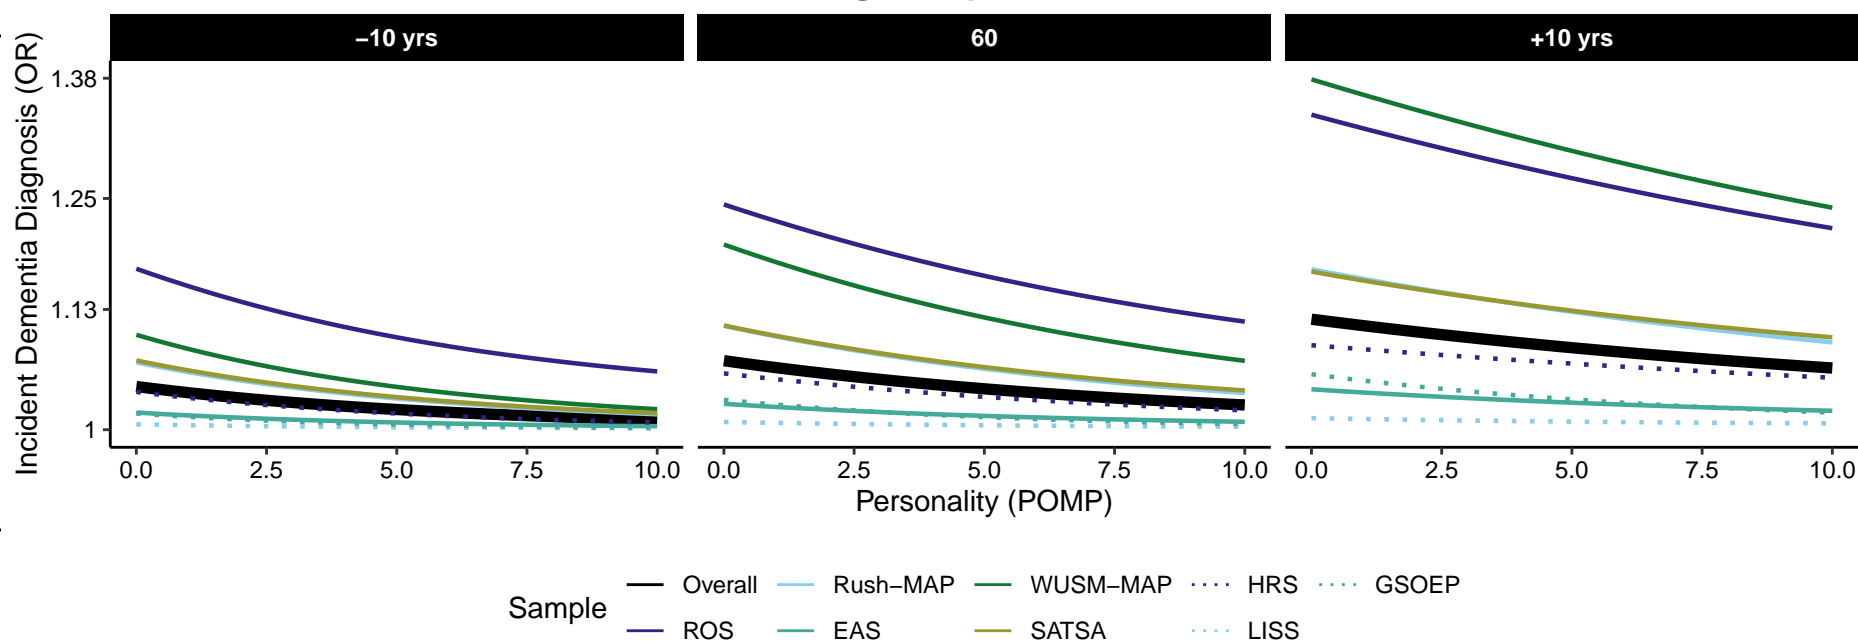 −10 yrs 60 +10 yrs
Incident Dementia Diagnosis (OR)
1.38
1.25
1.13
1
0.0 2.5 5.0 7.5 10.0 0.0 2.5 5.0 7.5 10.0 0.0 2.5 5.0 7.5 10.0
Personality (POMP)
Sample
Overall Rush−MAP WUSM−MAP HRS GSOEP
ROS EAS SATSA LISS